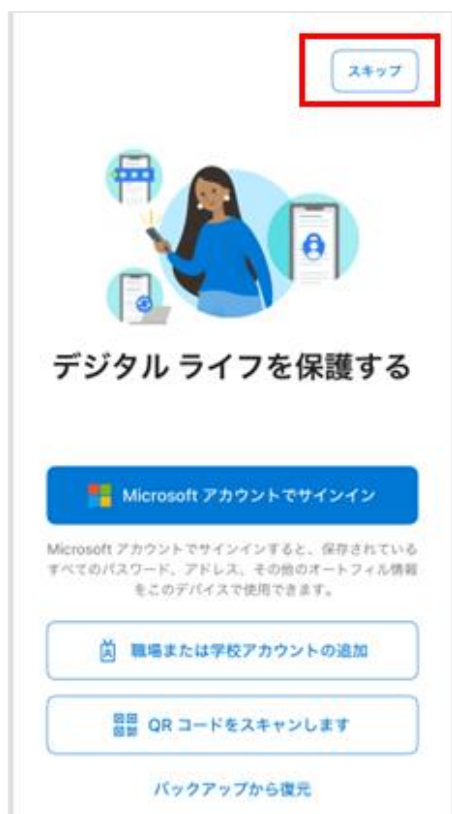 スキップ
デジタル ライフを保護する
Microsoft アカウントでサインイン
Microsoft アカウントでサインインすると、保存されている
すべてのパスワード、アドレス、その他のオートフィル情報
をこのデバイスで使用できます。
職場または学校アカウントの追加
QR コードをスキャンします
バックアップから復元